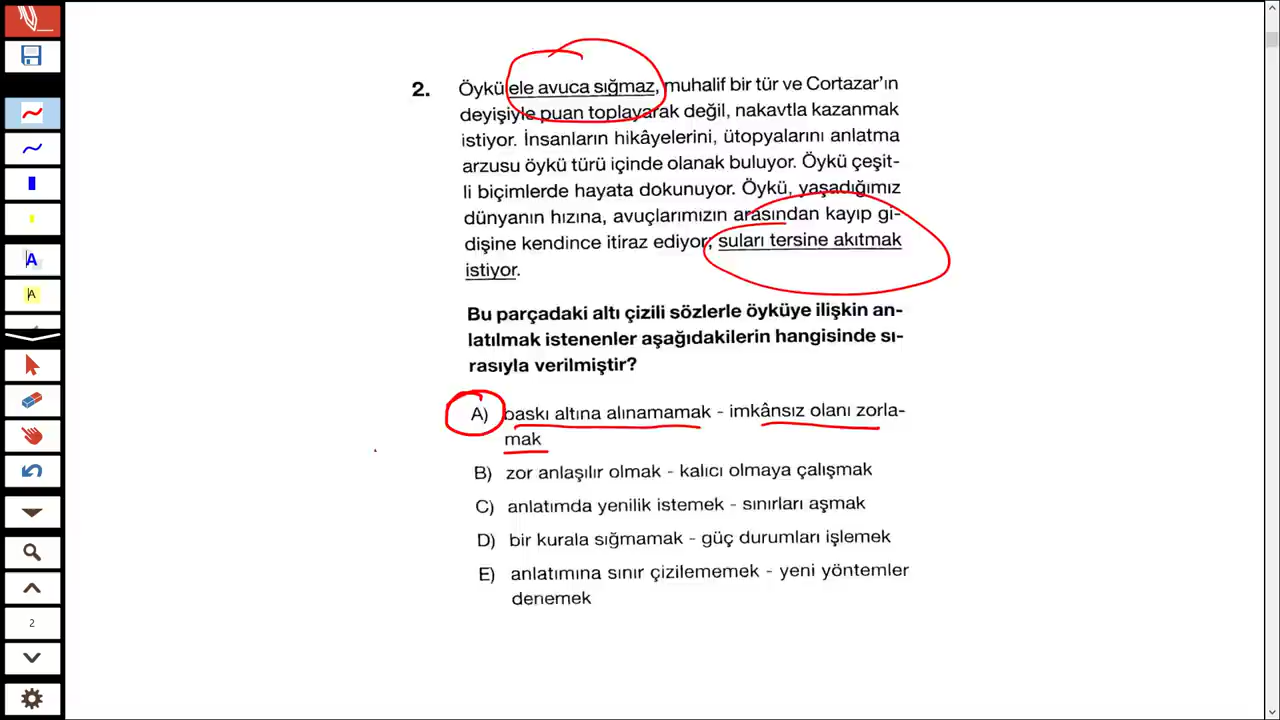 2. Öykü ele avuca sığmaz, muhalif bir tür ve Cortazar'ın
deyişiyle puan toplayarak değil, nakavtla kazanmak
istiyor. İnsanların hikâyelerini, ütopyalarını anlatma
arzusu öykü türü içinde olanak buluyor. Öykü çeşit-
li biçimlerde hayata dokunuyor. Öykü, yaşadığımız
dünyanın hızına, avuçlarımızın arasından kayıp gi-
dişine kendince itiraz ediyor; suları tersine akıtmak
istiyor.
Bu parçadaki altı çizili sözlerle öyküye ilişkin an-
latılmak istenenler aşağıdakilerin hangisinde sı-
rasıyla verilmiştir?
A) baskı altına alınamamak - imkânsız olanı zorla-
mak
B) zor anlaşılır olmak - kalıcı olmaya çalışmak
C) anlatımda yenilik istemek - sınırları aşmak
D) bir kurala sığmamak - güç durumları işlemek
E) anlatımına sınır çizilememek - yeni yöntemler
denemek
A
A
2